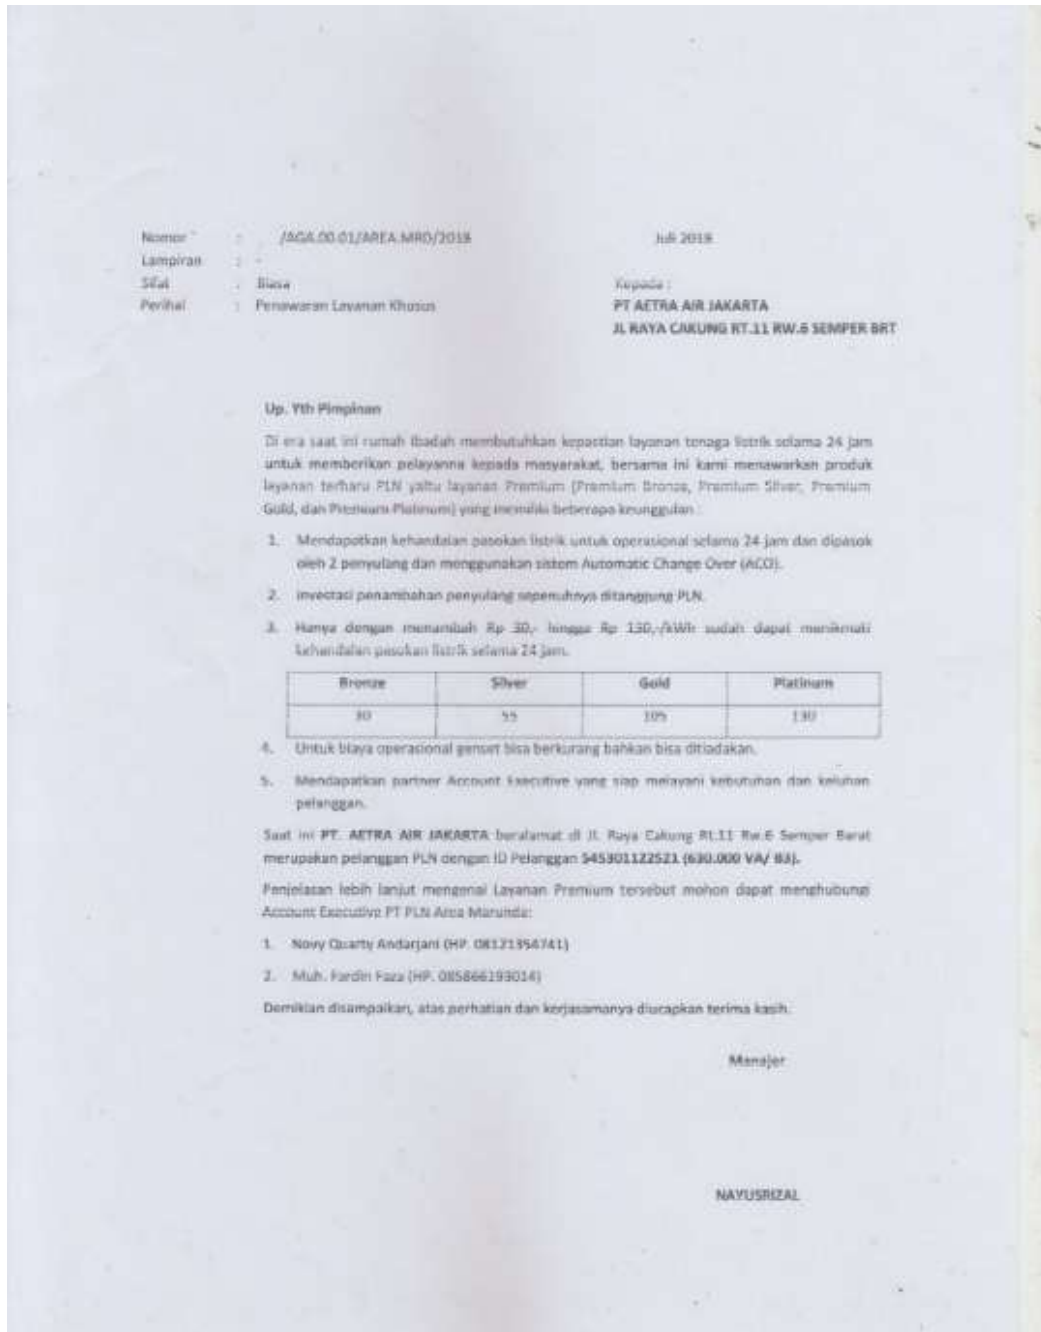 Nomor : /AGA.00.01/AREA.MRD/2018 Juli 2018
Lampiran : -
Sifat : Biasa Kepada :
Perihal : Penawaran Layanan Khusus PT AETRA AIR JAKARTA
JL RAYA CAKUNG RT.11 RW.6 SEMPER BRT
Up. Yth Pimpinan
Di era saat ini rumah ibadah membutuhkan kepastian layanan tenaga listrik selama 24 jam
untuk memberikan pelayanna kepada masyarakat, bersama ini kami menawarkan produk
layanan terbaru PLN yaitu layanan Premium (Premium Bronze, Premium Silver, Premium
Gold, dan Premium Platinum) yang memiliki beberapa keunggulan :
1. Mendapatkan kehandalan pasokan listrik untuk operasional selama 24 jam dan dipasok
oleh 2 penyulang dan menggunakan sistem Automatic Change Over (ACO).
2. Investasi penambahan penyulang sepenuhnya ditanggung PLN.
3. Hanya dengan menambah Rp 30,- hingga Rp 130,-/kWh sudah dapat menikmati
kehandalan pasokan listrik selama 24 jam.
Bronze Silver Gold Platinum
30 55 105 130
4. Untuk biaya operasional genset bisa berkurang bahkan bisa ditiadakan.
5. Mendapatkan partner Account Executive yang siap melayani kebutuhan dan keluhan
pelanggan.
Saat ini PT. AETRA AIR JAKARTA beralamat di Jl. Raya Cakung Rt.11 Rw.6 Semper Barat
merupakan pelanggan PLN dengan ID Pelanggan 545301122521 (630.000 VA/ B3).
Penjelasan lebih lanjut mengenai Layanan Premium tersebut mohon dapat menghubungi
Account Executive PT PLN Area Marunda:
1. Novy Quarty Andarjani (HP. 08121354741)
2. Muh. Fardin Faza (HP. 085866193014)
Demikian disampaikan, atas perhatian dan kerjasamanya diucapkan terima kasih.
Manajer
NAYUSRIZAL